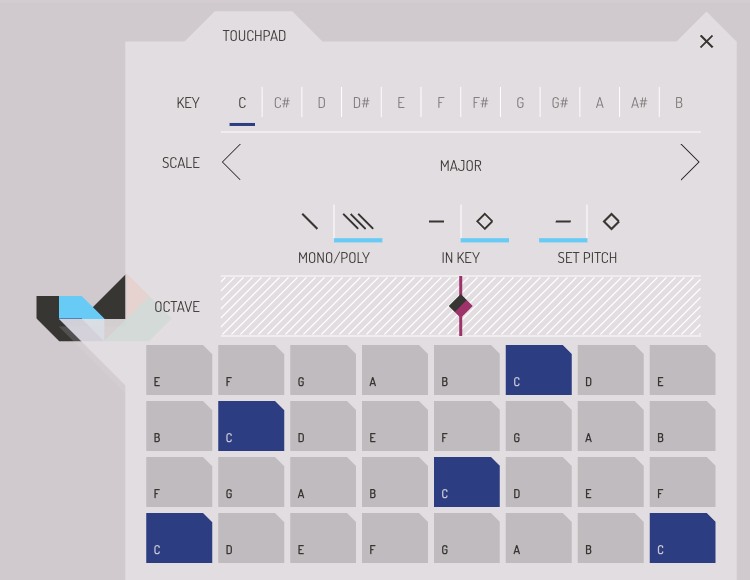 TOUCHPAD
KEY C C# D D# E F F# G G# A A# B
SCALE MAJOR
MONO/POLY IN KEY SET PITCH
OCTAVE
E F G A B C D E
B C D E F G A B
F G A B C D E F
C D E F G A B C